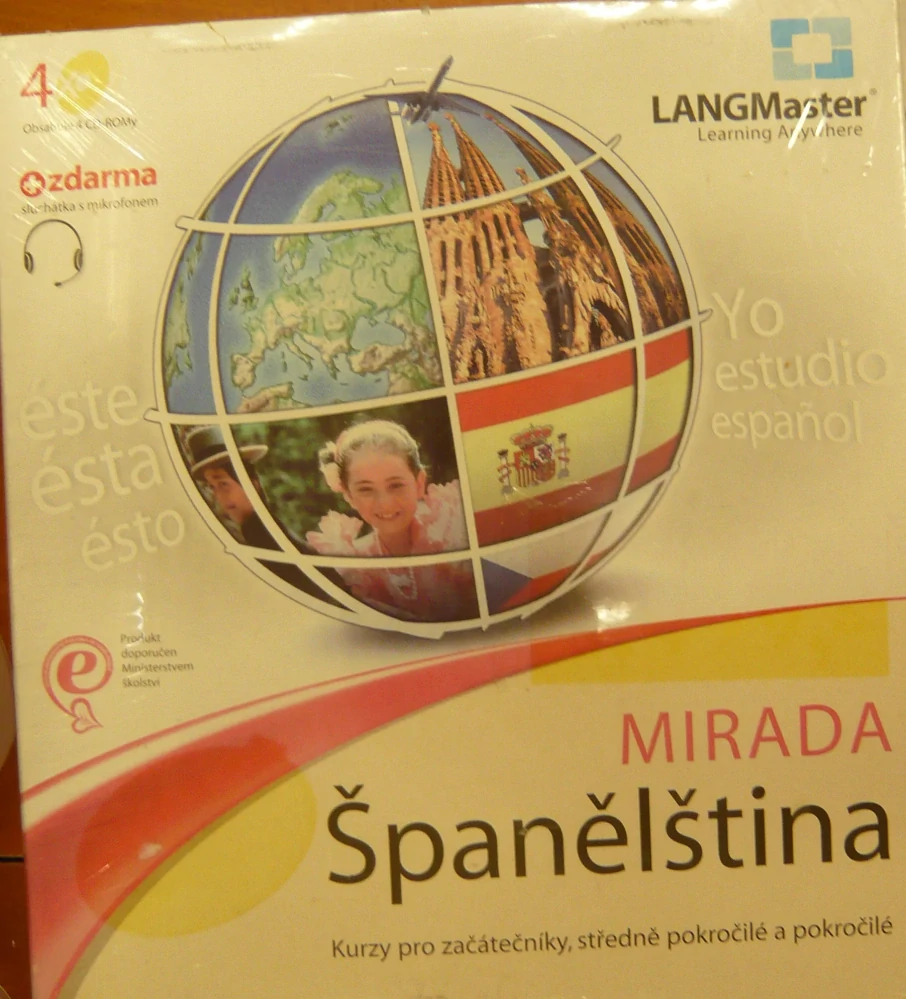 4
Obsahuje 4 CD-ROMy
zdarma
sluchátka s mikrofonem
LANGMaster®
Learning Anywhere
éste
ésta
ésto
Yo
estudio
español
e
Produkt
doporučen
Ministerstvem
školství
MIRADA
Španělština
Kurzy pro začátečníky, středně pokročilé a pokročilé